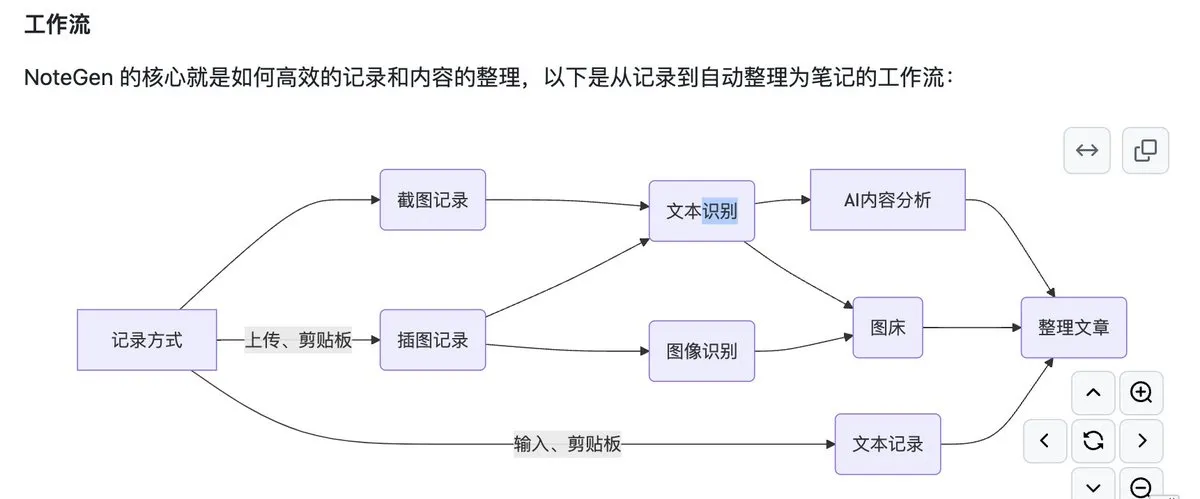 工作流
NoteGen 的核心就是如何高效的记录和内容的整理，以下是从记录到自动整理为笔记的工作流：
截图记录
文本识别
AI内容分析
记录方式
上传、剪贴板
插图记录
图像识别
图床
整理文章
输入、剪贴板
文本记录